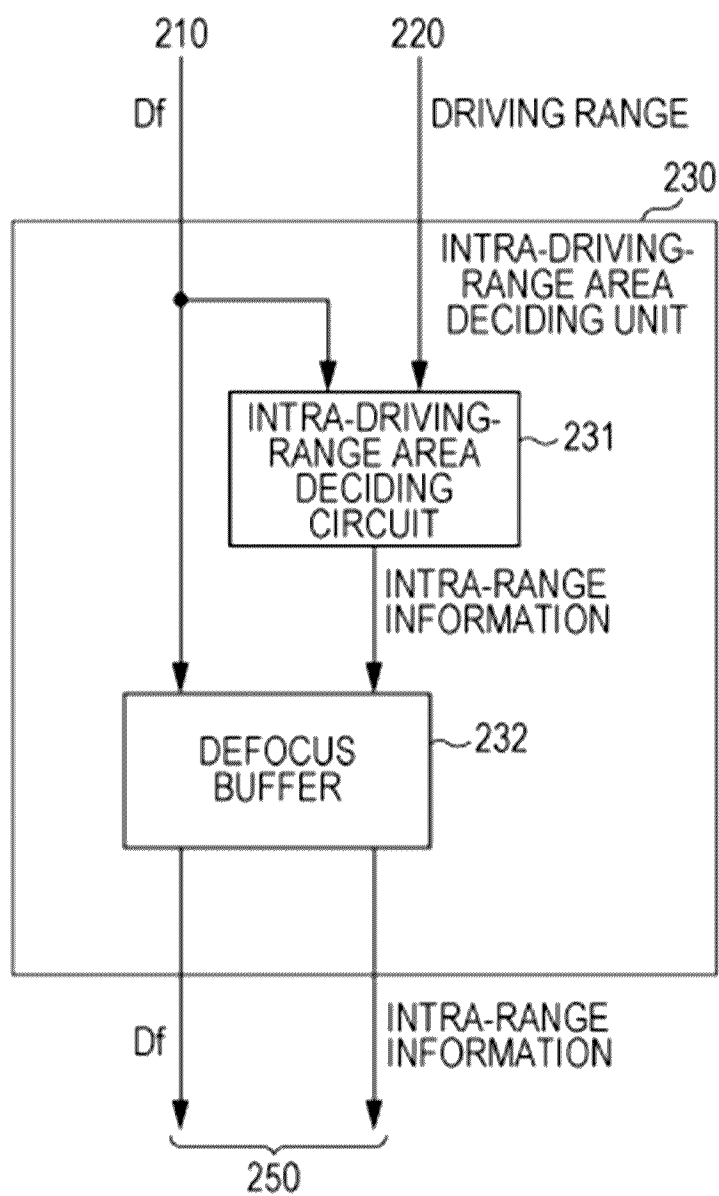 210
220
Df
DRIVING RANGE
230
INTRA-DRIVING-
RANGE AREA
DECIDING UNIT
INTRA-DRIVING-
RANGE AREA
DECIDING
CIRCUIT
231
INTRA-RANGE
INFORMATION
DEFOCUS
BUFFER
232
Df
INTRA-RANGE
INFORMATION
250